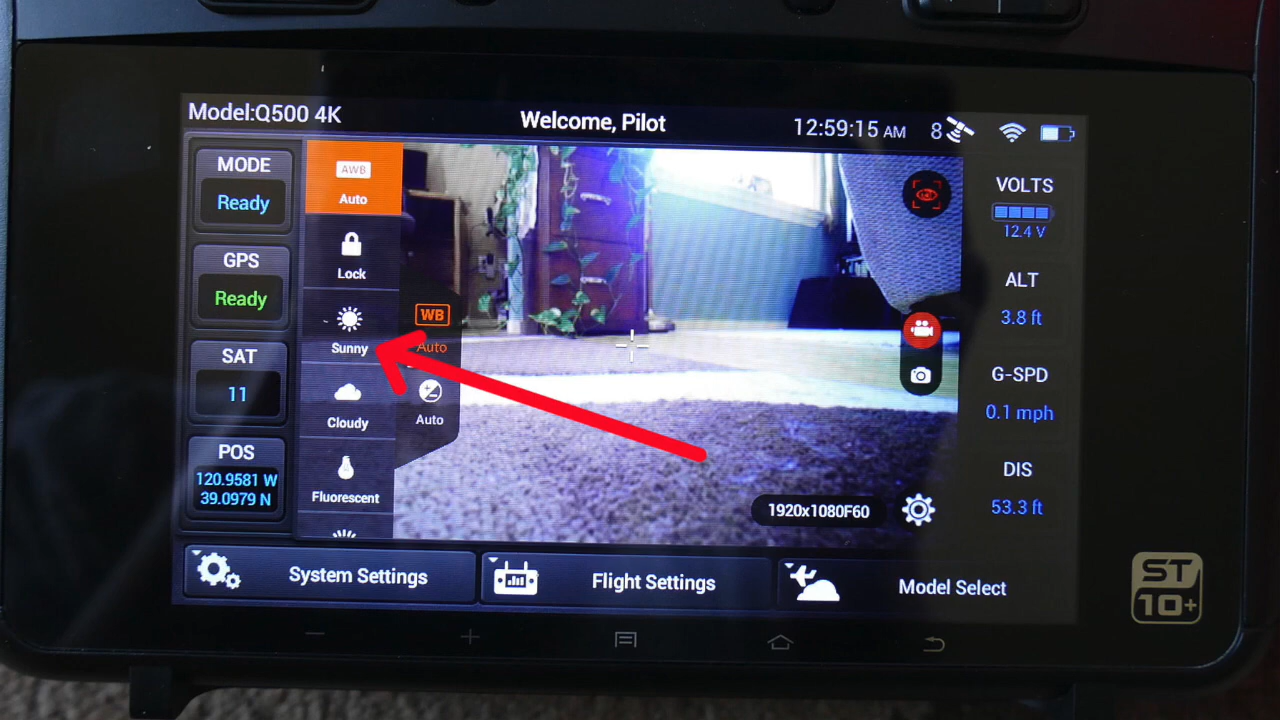 Model:Q500 4K
Welcome, Pilot
12:59:15 AM
8
MODE
Ready
GPS
Ready
SAT
11
POS
120.9581 W
39.0979 N
AWB
Auto
Lock
Sunny
Cloudy
Fluorescent
WB
Auto
Auto
1920x1080F60
VOLTS
12.4 V
ALT
3.8 ft
G-SPD
0.1 mph
DIS
53.3 ft
System Settings
Flight Settings
Model Select
ST
10+